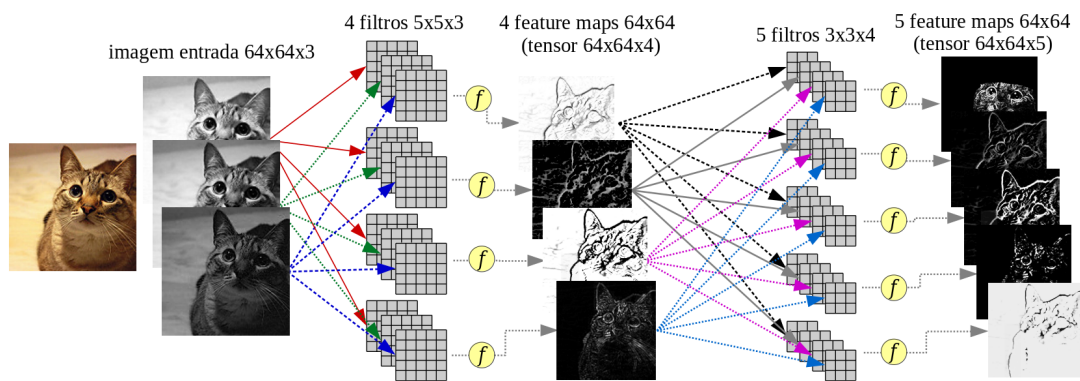 imagem entrada 64x64x3
4 filtros 5x5x3
4 feature maps 64x64
(tensor 64x64x4)
5 filtros 3x3x4
5 feature maps 64x64
(tensor 64x64x5)
f
f
f
f
f
f
f
f
f